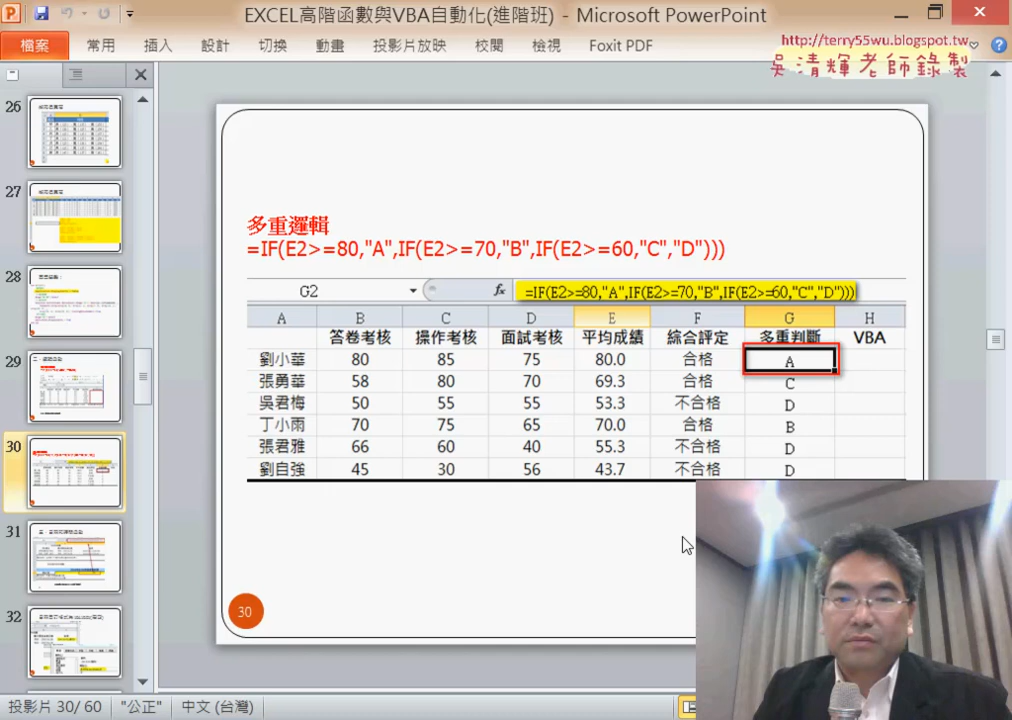 EXCEL高階函數與VBA自動化(進階班) - Microsoft PowerPoint
檔案 常用 插入 設計 切換 動畫 投影片放映 校閱 檢視 Foxit PDF
http://terry55wu.blogspot.tw
吳清輝老師錄製
26
27
28
29
30
31
32
多重邏輯
=IF(E2>=80,"A",IF(E2>=70,"B",IF(E2>=60,"C","D")))
G2 fx =IF(E2>=80,"A",IF(E2>=70,"B",IF(E2>=60,"C","D")))
A B C D E F G H
答卷考核 操作考核 面試考核 平均成績 綜合評定 多重判斷 VBA
劉小華 80 85 75 80.0 合格 A
張勇華 58 80 70 69.3 合格 C
吳君梅 50 55 55 53.3 不合格 D
丁小雨 70 75 65 70.0 合格 B
張君雅 66 60 40 55.3 不合格 D
劉自強 45 30 56 43.7 不合格 D
30
投影片 30/ 60 "公正" 中文 (台灣)